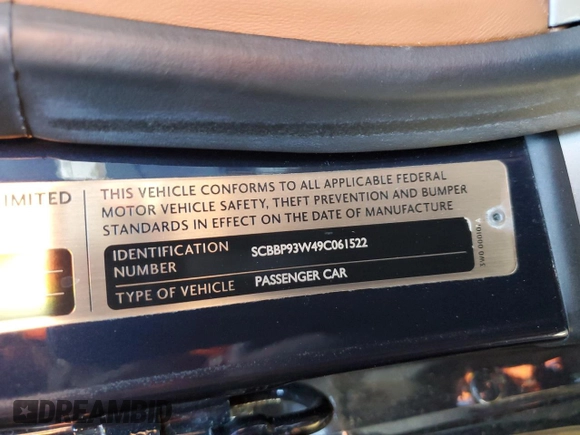 IMITED
THIS VEHICLE CONFORMS TO ALL APPLICABLE FEDERAL
MOTOR VEHICLE SAFETY, THEFT PREVENTION AND BUMPER
STANDARDS IN EFFECT ON THE DATE OF MANUFACTURE
IDENTIFICATION NUMBER SCBBP93W49C061522
TYPE OF VEHICLE PASSENGER CAR
DREAMBID